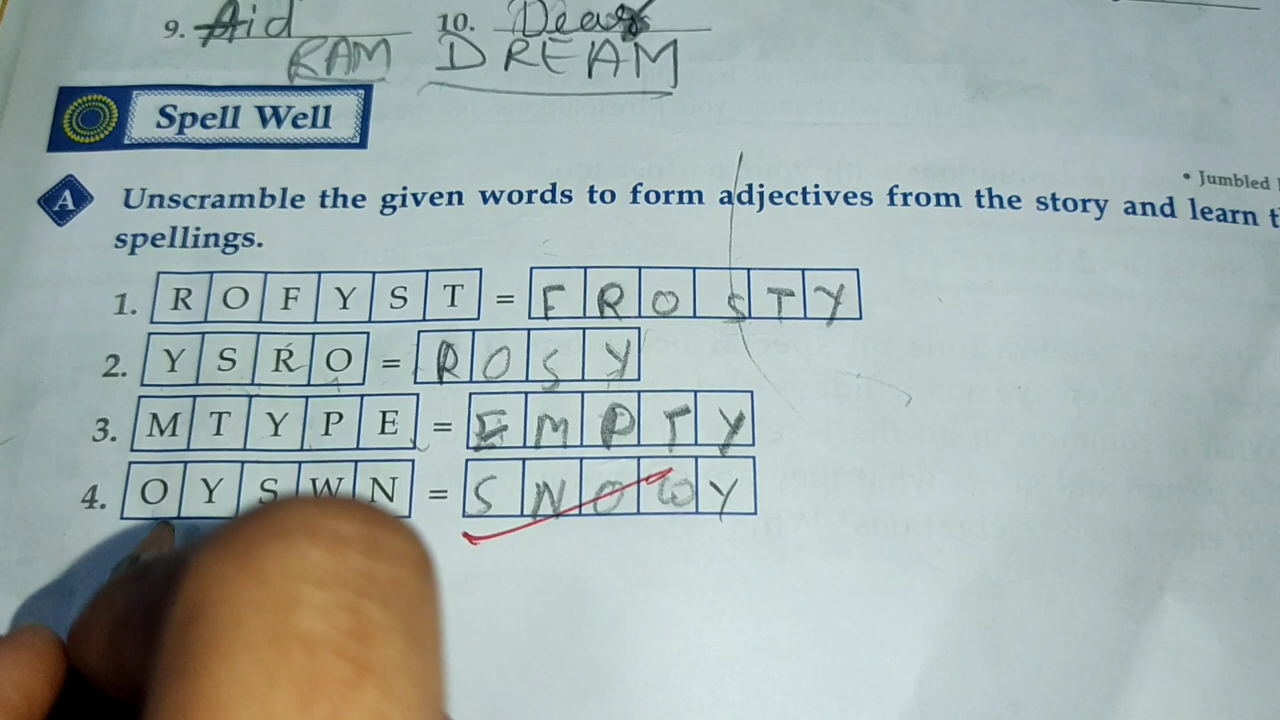 9. Aid 10. Dear
RAM DREAM
Spell Well
• Jumbled
A Unscramble the given words to form adjectives from the story and learn t
spellings.
1. R O F Y S T = F R O S T Y
2. Y S R O = R O S Y
3. M T Y P E = E M P T Y
4. O Y S W N = S N O W Y